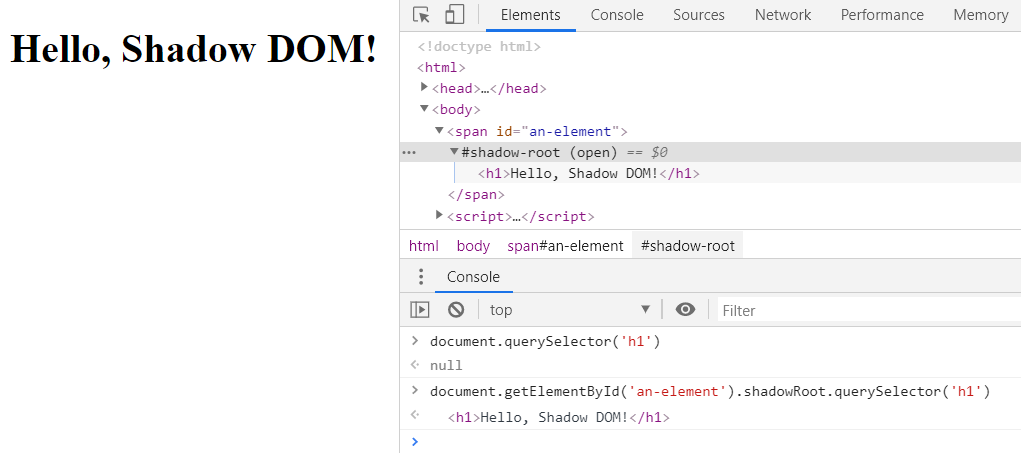 Hello, Shadow DOM!
Elements Console Sources Network Performance Memory
<!doctype html>
<html>
<head>…</head>
<body>
<span id="an-element">
#shadow-root (open) == $0
<h1>Hello, Shadow DOM!</h1>
</span>
<script>…</script>
html body span#an-element #shadow-root
Console
top Filter
document.querySelector('h1')
null
document.getElementById('an-element').shadowRoot.querySelector('h1')
<h1>Hello, Shadow DOM!</h1>